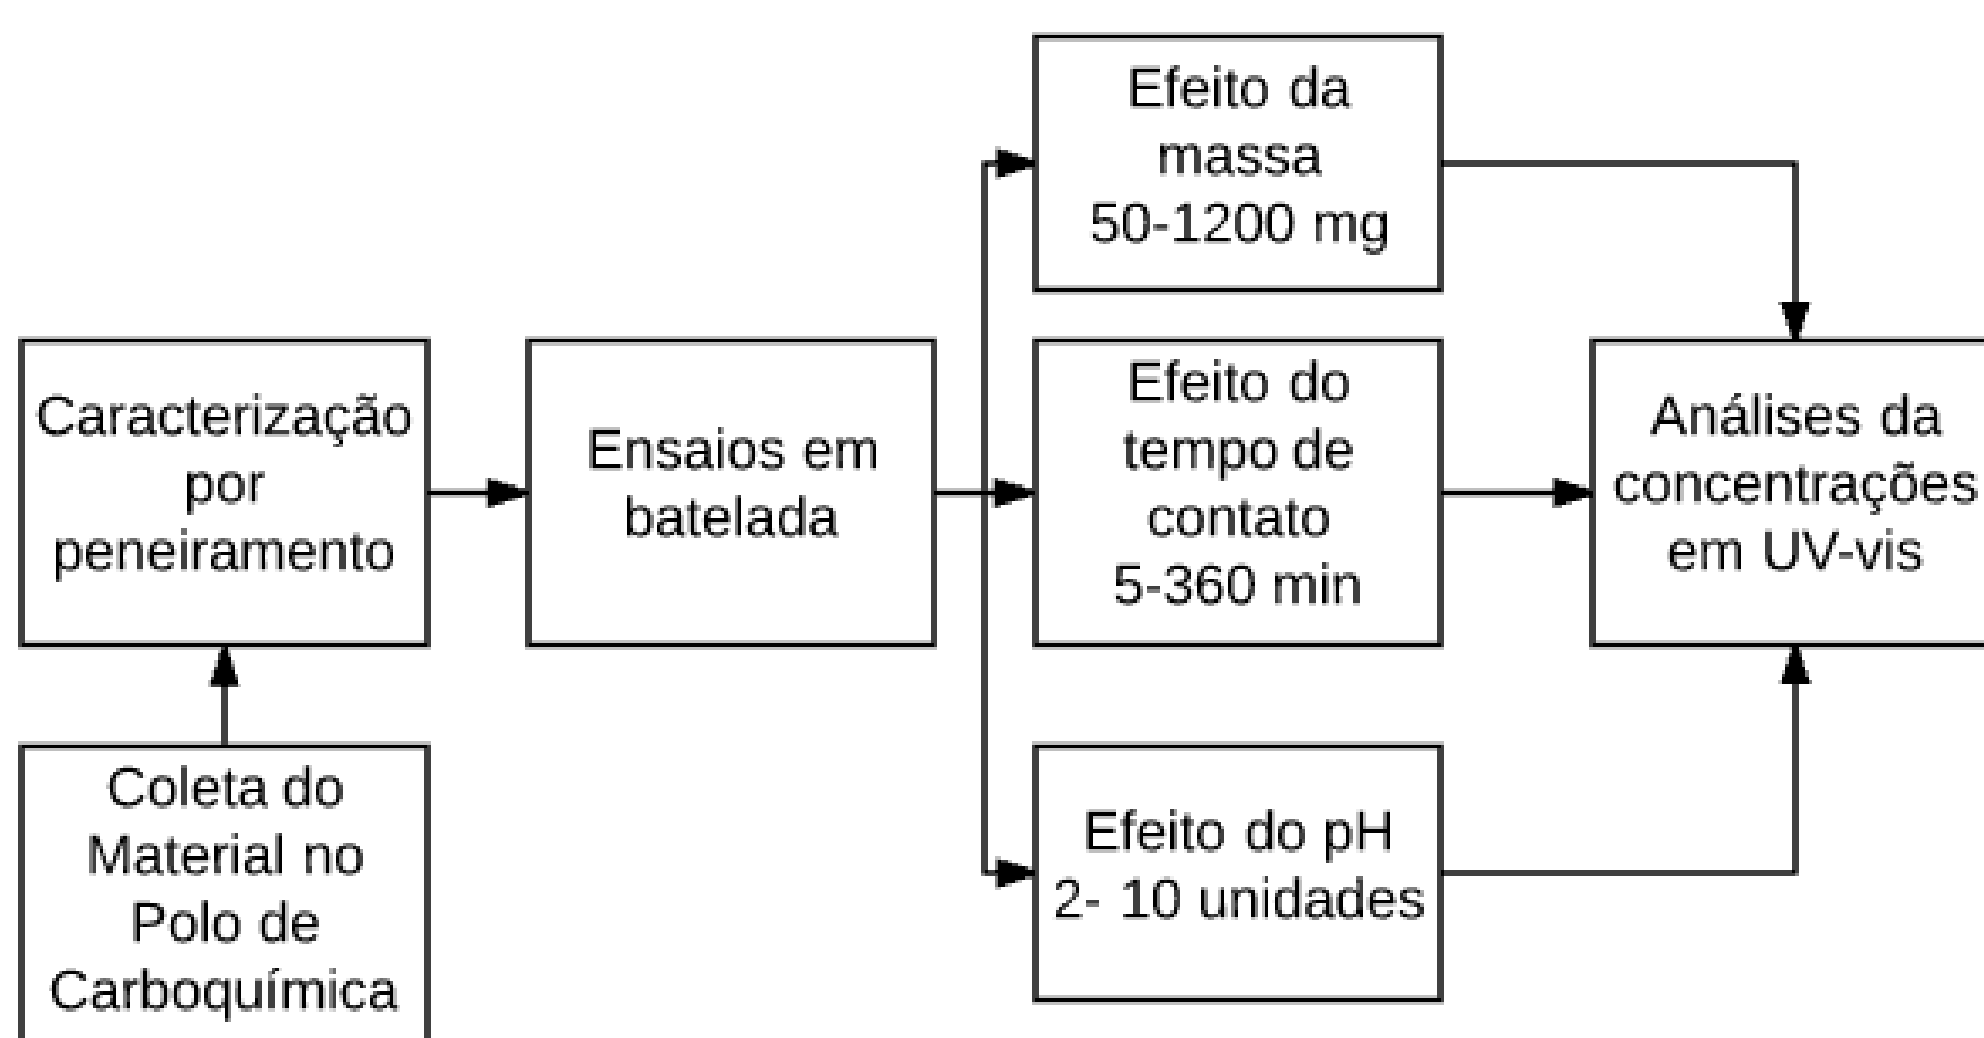 Coleta do
Material no
Polo de
Carboquímica
Caracterização
por
peneiramento
Ensaios em
batelada
Efeito da
massa
50-1200 mg
Efeito do
tempo de
contato
5-360 min
Efeito do pH
2- 10 unidades
Análises da
concentrações
em UV-vis